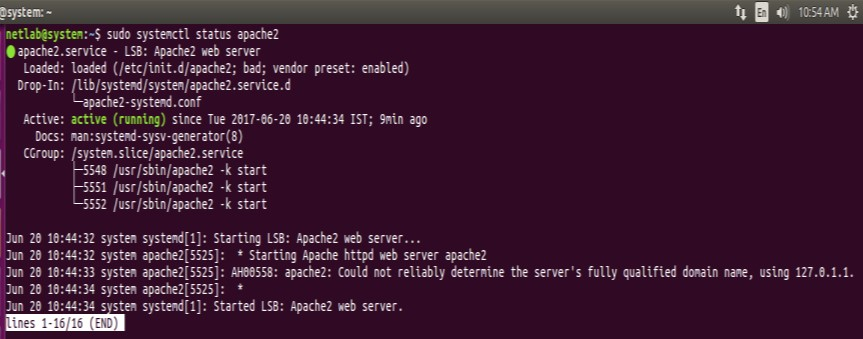 @system: ~
En 10:54 AM
netlab@system:~$ sudo systemctl status apache2
● apache2.service - LSB: Apache2 web server
   Loaded: loaded (/etc/init.d/apache2; bad; vendor preset: enabled)
  Drop-In: /lib/systemd/system/apache2.service.d
           └─apache2-systemd.conf
   Active: active (running) since Tue 2017-06-20 10:44:34 IST; 9min ago
     Docs: man:systemd-sysv-generator(8)
   CGroup: /system.slice/apache2.service
           ├─5548 /usr/sbin/apache2 -k start
           ├─5551 /usr/sbin/apache2 -k start
           └─5552 /usr/sbin/apache2 -k start

Jun 20 10:44:32 system systemd[1]: Starting LSB: Apache2 web server...
Jun 20 10:44:32 system apache2[5525]:  * Starting Apache httpd web server apache2
Jun 20 10:44:33 system apache2[5525]: AH00558: apache2: Could not reliably determine the server's fully qualified domain name, using 127.0.1.1.
Jun 20 10:44:34 system apache2[5525]:  *
Jun 20 10:44:34 system systemd[1]: Started LSB: Apache2 web server.
lines 1-16/16 (END)